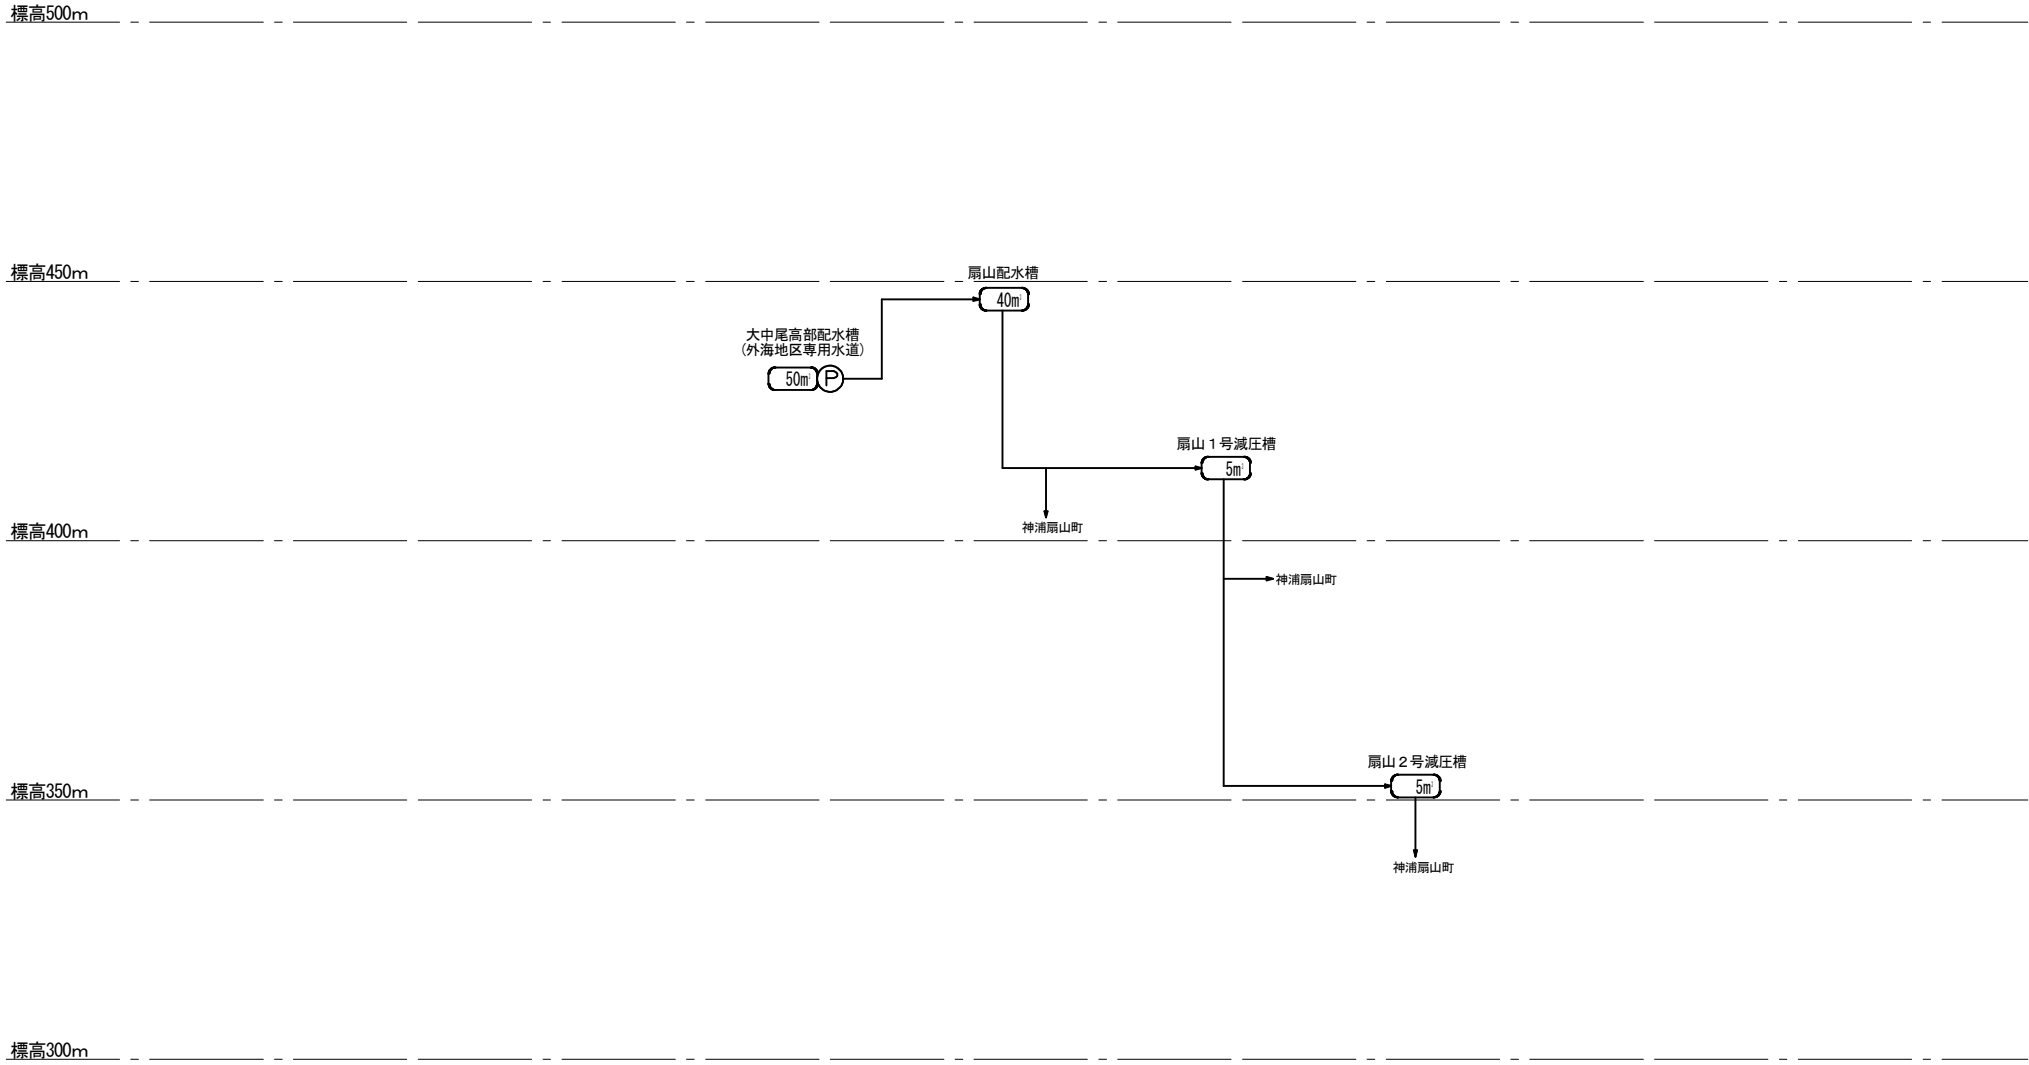 標高500m
標高450m
扇山配水槽
40m³
大中尾高部配水槽
(外海地区専用水道)
50m³ P
扇山１号減圧槽
5m³
神浦扇山町
標高400m
神浦扇山町
扇山２号減圧槽
標高350m
5m³
神浦扇山町
標高300m